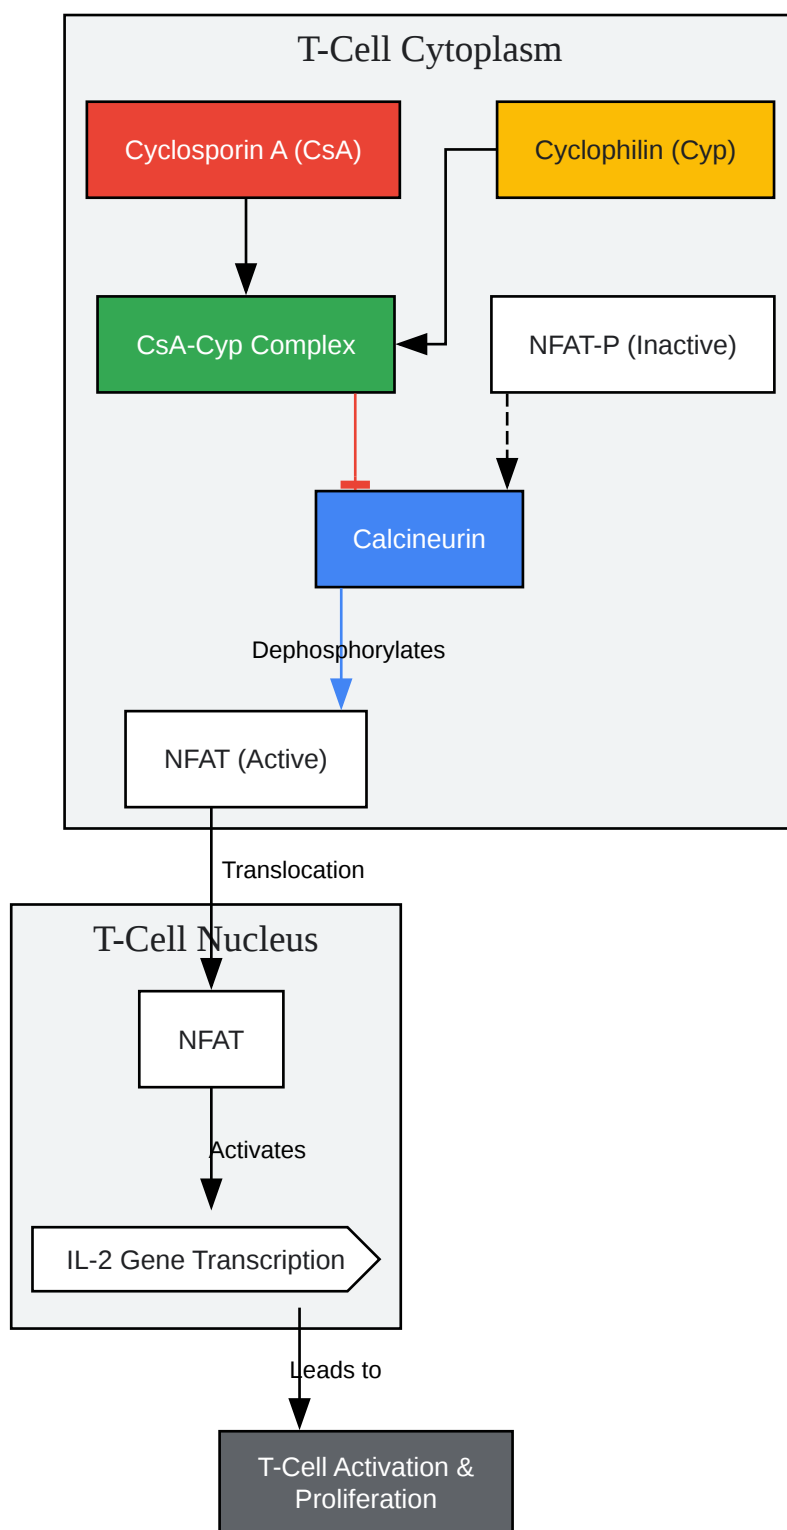 T-Cell Cytoplasm
Cyclosporin A (CsA)
Cyclophilin (Cyp)
CsA-Cyp Complex
NFAT-P (Inactive)
Calcineurin
Dephosphorylates
NFAT (Active)
Translocation
T-Cell Nucleus
NFAT
Activates
IL-2 Gene Transcription
Leads to
T-Cell Activation &
Proliferation